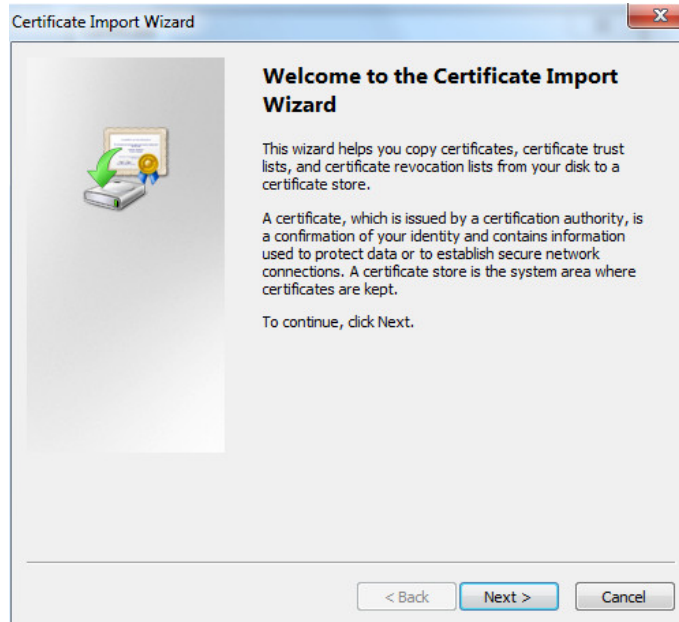 Certificate Import Wizard
Welcome to the Certificate Import
Wizard
This wizard helps you copy certificates, certificate trust
lists, and certificate revocation lists from your disk to a
certificate store.
A certificate, which is issued by a certification authority, is
a confirmation of your identity and contains information
used to protect data or to establish secure network
connections. A certificate store is the system area where
certificates are kept.
To continue, click Next.
< Back Next > Cancel